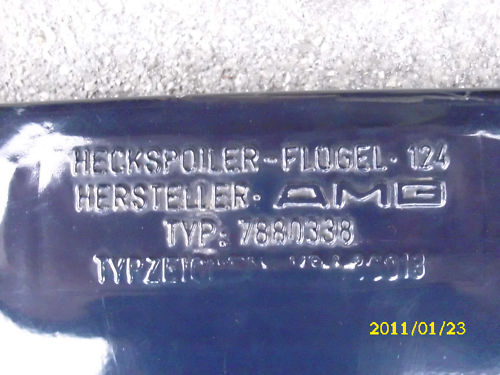 HECKSPOILER-FLÜGEL·124
HERSTELLER· AMG
TYP: 7880338
2011/01/23